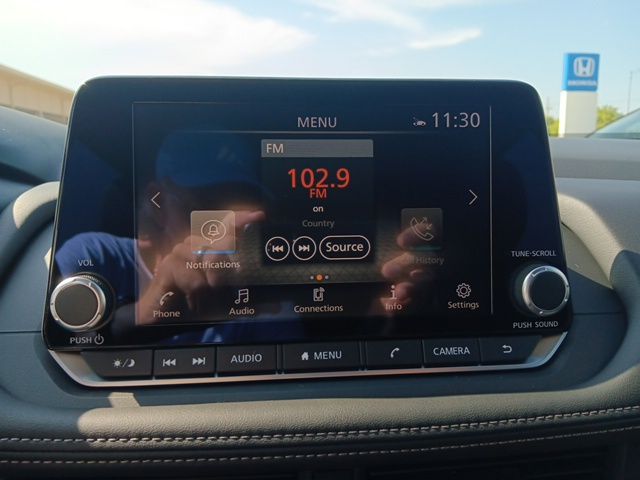 HONDA
MENU
11:30
FM
102.9
FM
on
Country
Source
Notifications
History
Phone
Audio
Connections
Info
Settings
VOL
PUSH
TUNE·SCROLL
PUSH SOUND
AUDIO
MENU
CAMERA